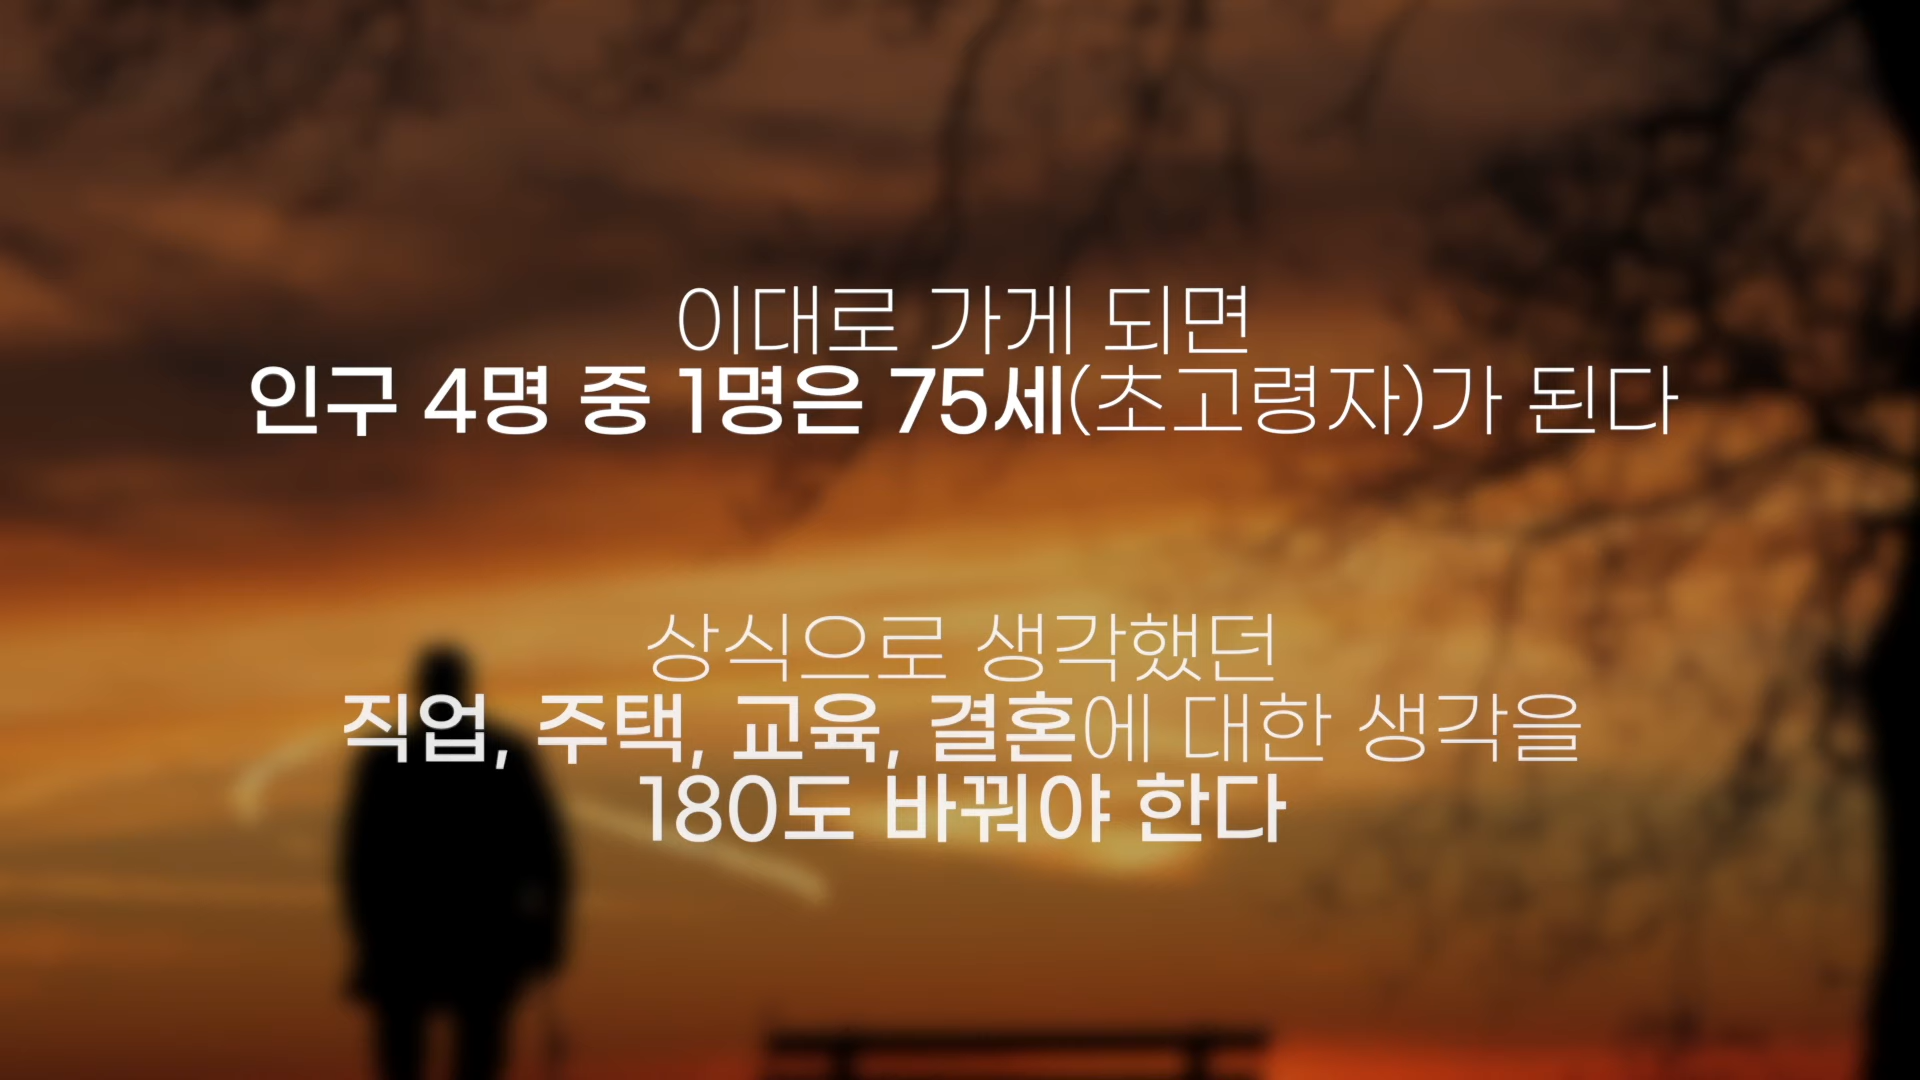 이대로 가게 되면
인구 4명 중 1명은 75세(초고령자)가 된다
상식으로 생각했던
직업, 주택, 교육, 결혼에 대한 생각을
180도 바꿔야 한다